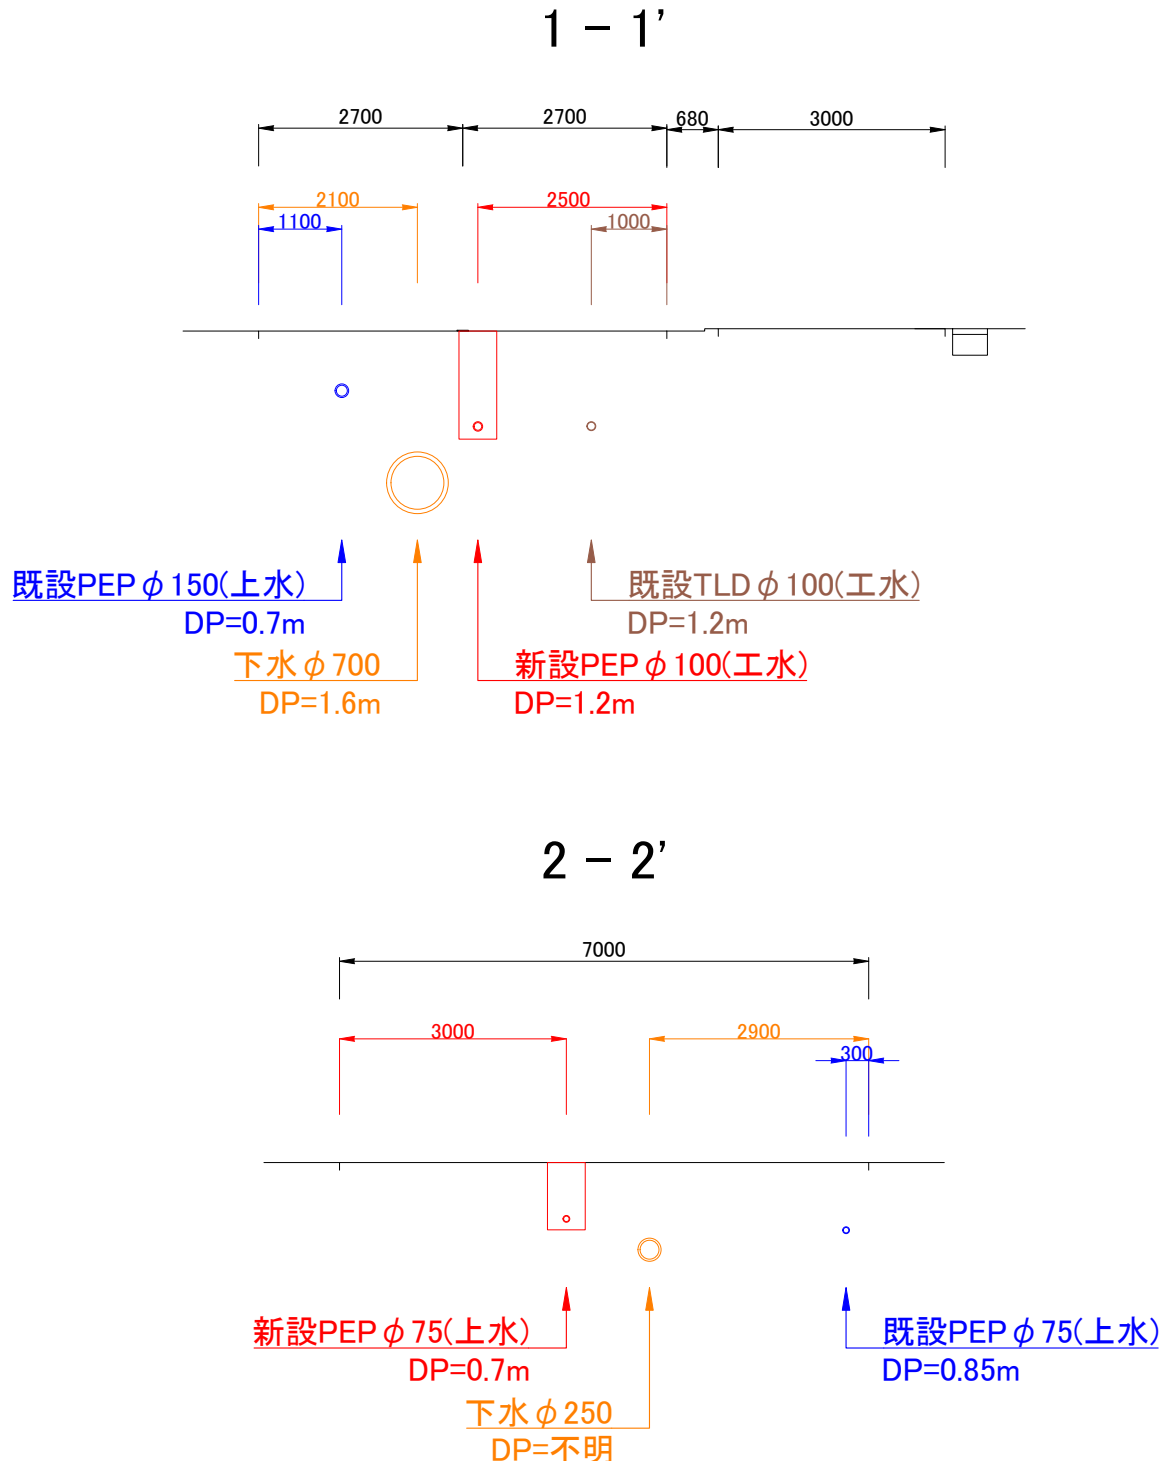 1 － 1’
2700 2700 680 3000
2100 2500
1100 1000
既設PEPφ150(上水) 既設TLDφ100(工水)
DP=0.7m DP=1.2m
下水φ700 新設PEPφ100(工水)
DP=1.6m DP=1.2m
2 － 2’
7000
3000 2900
300
新設PEPφ75(上水) 既設PEPφ75(上水)
DP=0.7m DP=0.85m
下水φ250
DP=不明